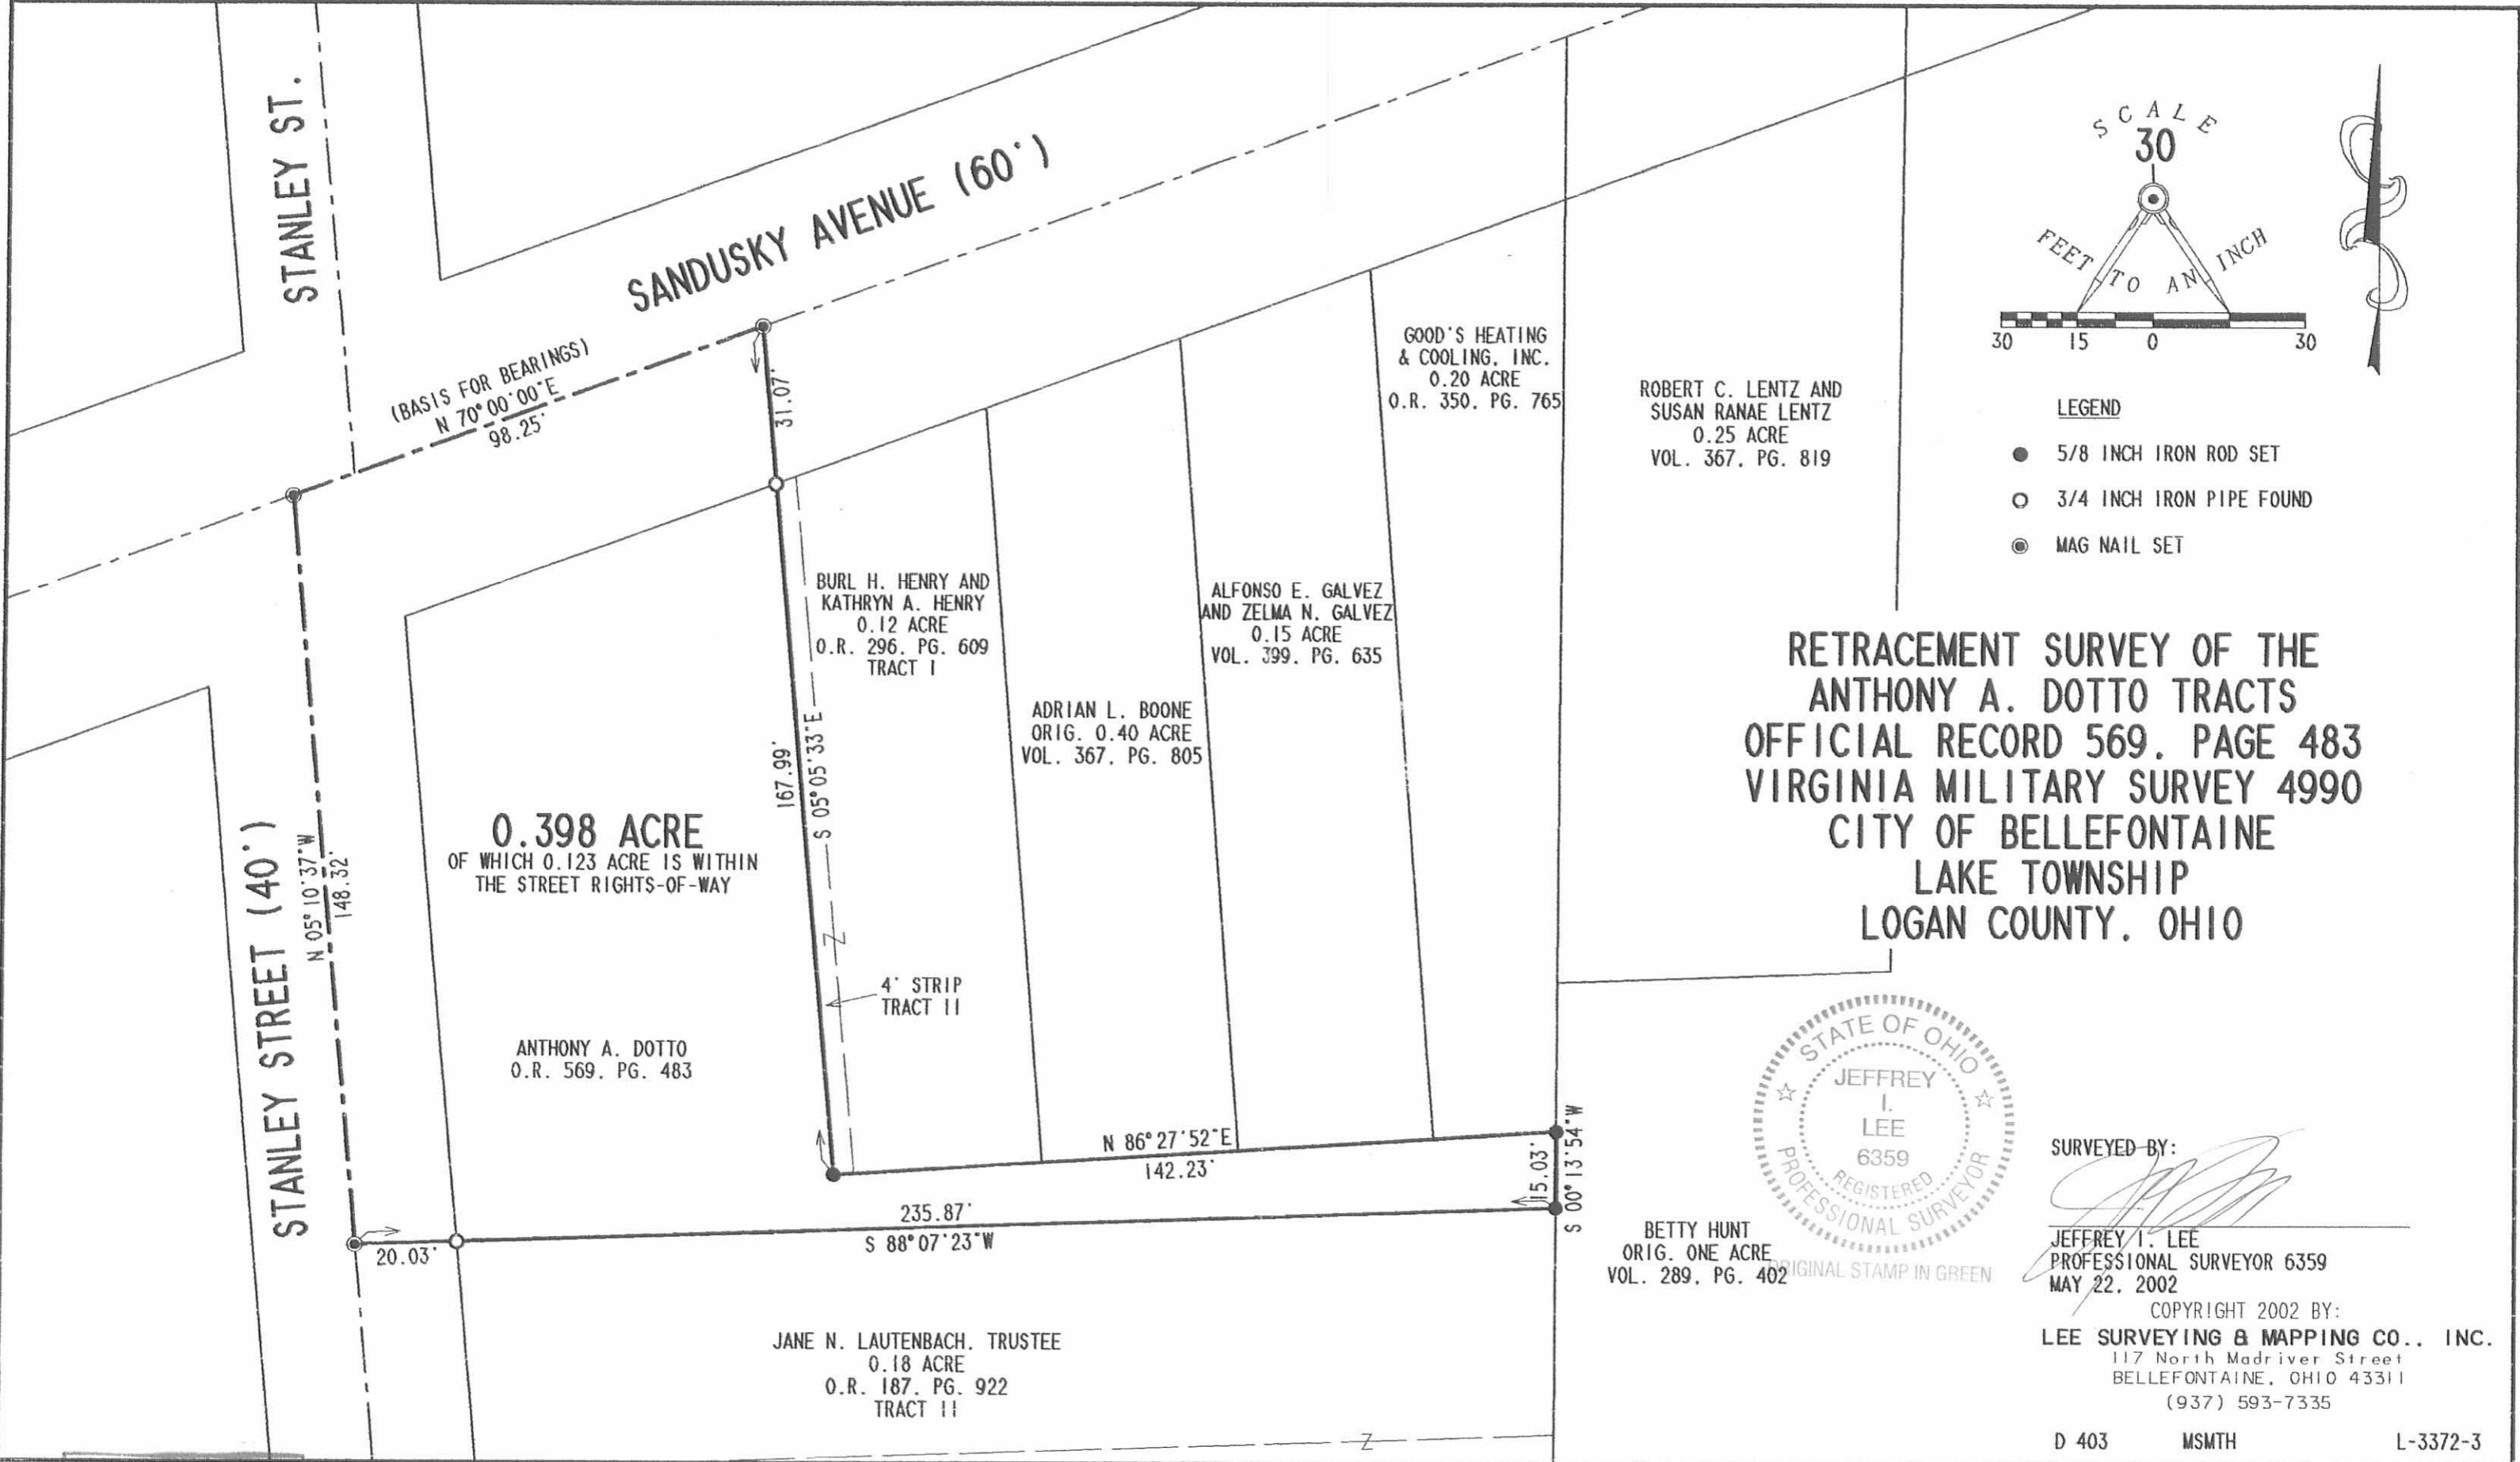 STANLEY ST.
SANDUSKY AVENUE (60')
(BASIS FOR BEARINGS)
N 70°00'00"E
98.25'
31.07'
SCALE
30
FEET TO AN INCH
30 15 0 30
LEGEND
5/8 INCH IRON ROD SET
3/4 INCH IRON PIPE FOUND
MAG NAIL SET
GOOD'S HEATING
& COOLING, INC.
0.20 ACRE
O.R. 350, PG. 765
ROBERT C. LENTZ AND
SUSAN RANAE LENTZ
0.25 ACRE
VOL. 367, PG. 819
BURL H. HENRY AND
KATHRYN A. HENRY
0.12 ACRE
O.R. 296, PG. 609
TRACT I
ALFONSO E. GALVEZ
AND ZELMA N. GALVEZ
0.15 ACRE
VOL. 399, PG. 635
ADRIAN L. BOONE
ORIG. 0.40 ACRE
VOL. 367, PG. 805
RETRACEMENT SURVEY OF THE
ANTHONY A. DOTTO TRACTS
OFFICIAL RECORD 569, PAGE 483
VIRGINIA MILITARY SURVEY 4990
CITY OF BELLEFONTAINE
LAKE TOWNSHIP
LOGAN COUNTY, OHIO
167.99'
S 05°05'33"E
0.398 ACRE
OF WHICH 0.123 ACRE IS WITHIN
THE STREET RIGHTS-OF-WAY
STANLEY STREET (40')
N 05°10'37"W
148.32'
4' STRIP
TRACT II
ANTHONY A. DOTTO
O.R. 569, PG. 483
N 86°27'52"E
142.23'
15.03'
S 00°13'54"W
235.87'
S 88°07'23"W
20.03'
BETTY HUNT
ORIG. ONE ACRE
VOL. 289, PG. 402
STATE OF OHIO
JEFFREY
I.
LEE
6359
REGISTERED
PROFESSIONAL SURVEYOR
ORIGINAL STAMP IN GREEN
JANE N. LAUTENBACH, TRUSTEE
0.18 ACRE
O.R. 187, PG. 922
TRACT II
SURVEYED BY:
JEFFREY I. LEE
PROFESSIONAL SURVEYOR 6359
MAY 22, 2002
COPYRIGHT 2002 BY:
LEE SURVEYING & MAPPING CO., INC.
117 North Madriver Street
BELLEFONTAINE, OHIO 43311
(937) 593-7335
D 403 MSMTH L-3372-3